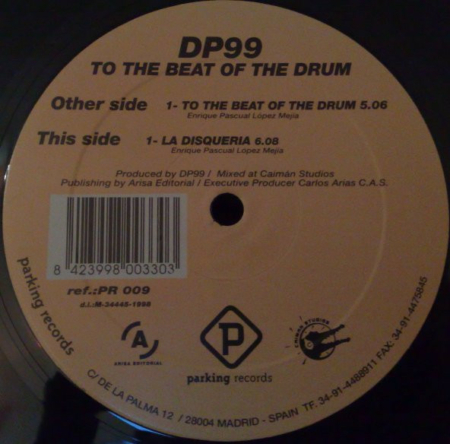 DP99
TO THE BEAT OF THE DRUM
Other side 1- TO THE BEAT OF THE DRUM 5.06
Enrique Pascual López Mejia
This side 1- LA DISQUERIA 6.08
Enrique Pascual López Mejia
Produced by DP99 / Mixed at Caimán Studios
Publishing by Arisa Editorial / Executive Producer Carlos Arias C.A.S.
8 423998 003303
ref.:PR 009
d.l.:M-34445-1998
A
ARISA EDITORIAL
P
parking records
parking records
C/ DE LA PALMA 12 / 28004 MADRID - SPAIN TF. 34-91-4488911 FAX: 34-91-4475845